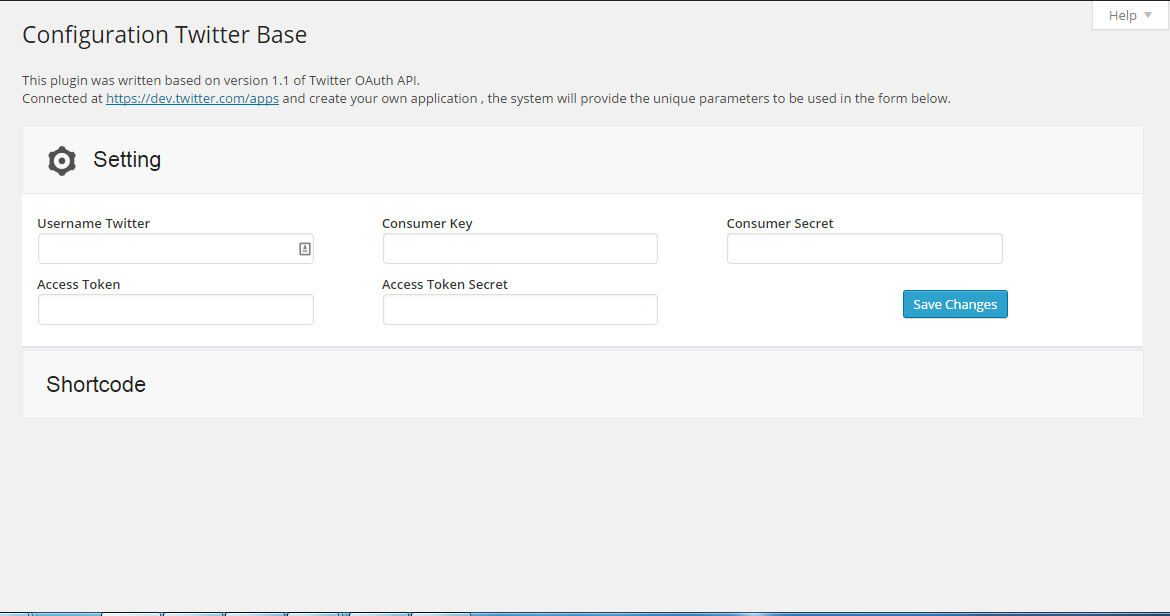 Help
Configuration Twitter Base
This plugin was written based on version 1.1 of Twitter OAuth API.
Connected at https://dev.twitter.com/apps and create your own application , the system will provide the unique parameters to be used in the form below.
Setting
Username Twitter Consumer Key Consumer Secret
Access Token Access Token Secret
Save Changes
Shortcode